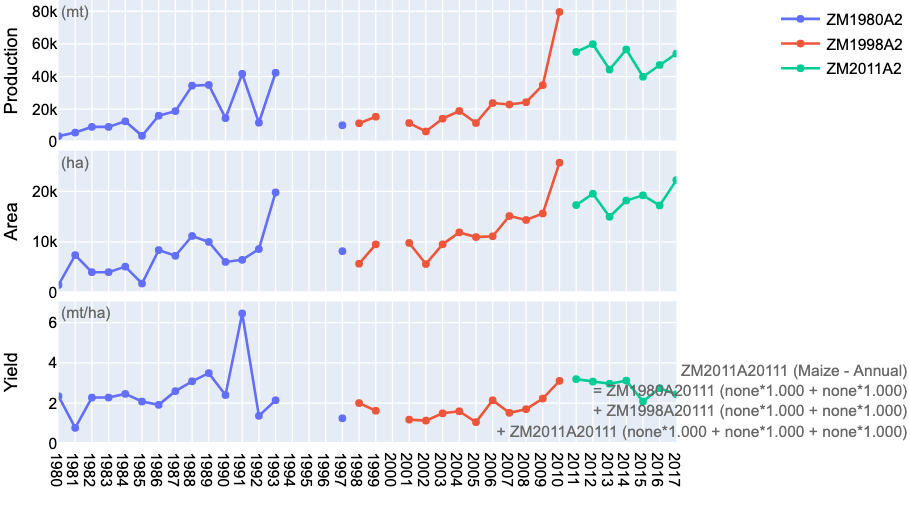 80k (mt)
60k
40k
20k
0
Production
ZM1980A2
ZM1998A2
ZM2011A2
(ha)
20k
10k
0
Area
(mt/ha)
6
4
2
0
Yield
ZM2011A20111 (Maize - Annual)
= ZM1980A20111 (none*1.000 + none*1.000)
+ ZM1998A20111 (none*1.000 + none*1.000)
+ ZM2011A20111 (none*1.000 + none*1.000 + none*1.000)
1980
1981
1982
1983
1984
1985
1986
1987
1988
1989
1990
1991
1992
1993
1994
1995
1996
1997
1998
1999
2000
2001
2002
2003
2004
2005
2006
2007
2008
2009
2010
2011
2012
2013
2014
2015
2016
2017